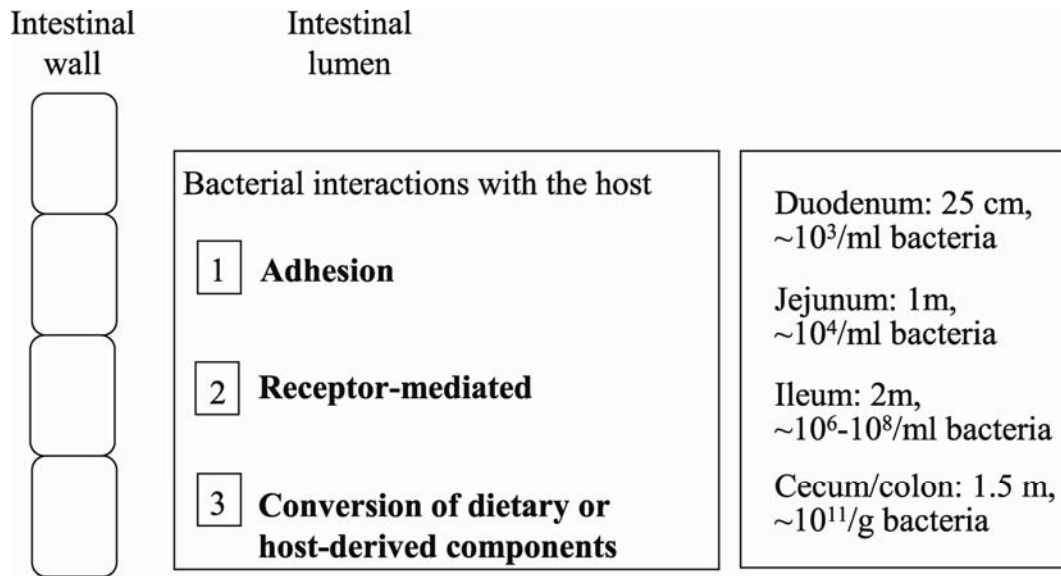 Intestinal
wall
Intestinal
lumen
Bacterial interactions with the host
1 Adhesion
2 Receptor-mediated
3 Conversion of dietary or
host-derived components
Duodenum: 25 cm,
~10³/ml bacteria
Jejunum: 1m,
~10⁴/ml bacteria
Ileum: 2m,
~10⁶-10⁸/ml bacteria
Cecum/colon: 1.5 m,
~10¹¹/g bacteria